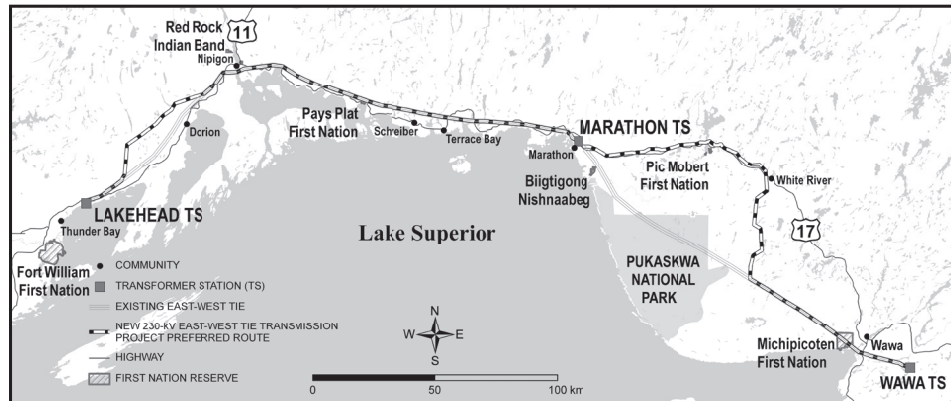 Red Rock
Indian Eand
Nipigon
11
Dcrion
Pays Plat
First Nation
Schreiber
Terrace Bay
MARATHON TS
Marathon
Biigtigong
Nishnaabeg
Pic Mobert
First Nation
White River
17
LAKEHEAD TS
Thunder Bay
Fort William
First Nation
Lake Superior
PUKASKWA
NATIONAL
PARK
Michipicoten
First Nation
Wawa
WAWA TS
COMMUNITY
TRANSFORMER STATION (TS)
EXISTING EAST-WEST TIE
NEW 230-KV EAST-WEST TIE TRANSMISSION
PROJECT PREFERRED ROUTE
HIGHWAY
FIRST NATION RESERVE
N
W E
S
0 50 100 km